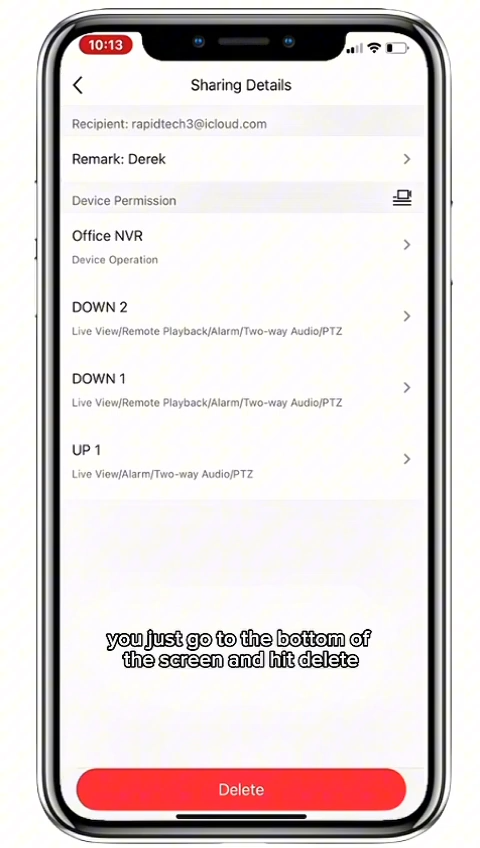 10:13
Sharing Details
Recipient: rapidtech3@icloud.com
Remark: Derek
Device Permission
Office NVR
Device Operation
DOWN 2
Live View/Remote Playback/Alarm/Two-way Audio/PTZ
DOWN 1
Live View/Remote Playback/Alarm/Two-way Audio/PTZ
UP 1
Live View/Alarm/Two-way Audio/PTZ
you just go to the bottom of
the screen and hit delete
Delete